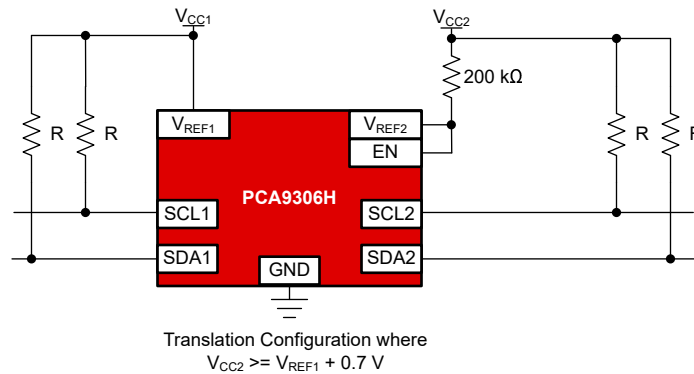 VCC1
VCC2
200 kΩ
R
R
R
VREF1
VREF2
EN
PCA9306H
SCL1
SCL2
SDA1
SDA2
GND
Translation Configuration where
VCC2 >= VREF1 + 0.7 V